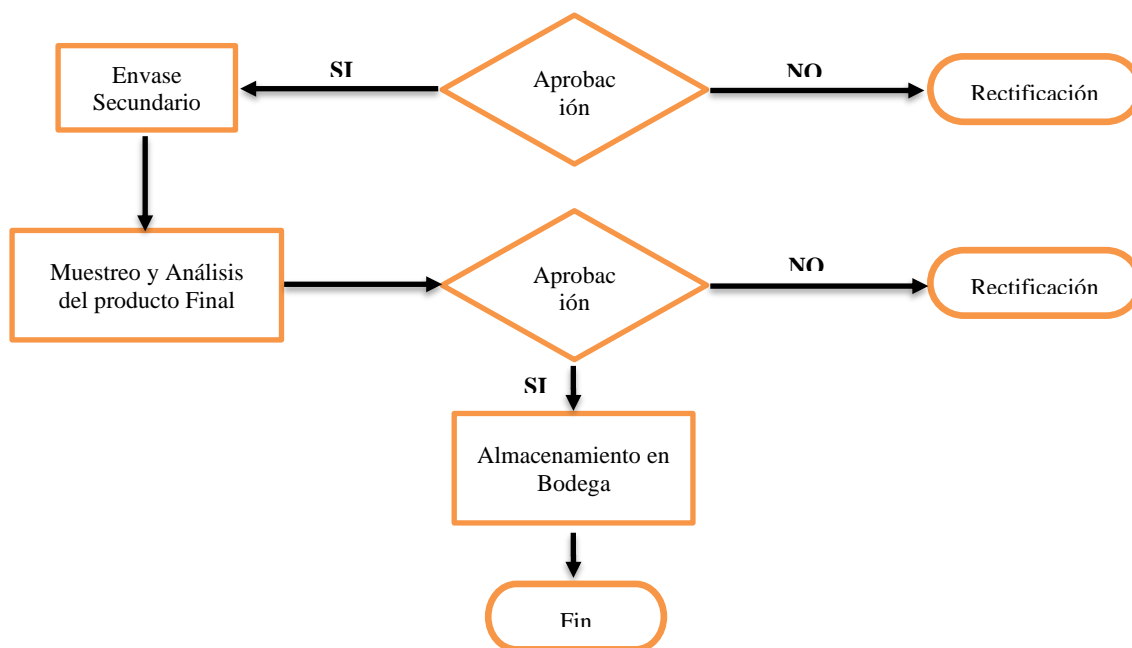 Envase
Secundario
SI
Aprobac
ión
NO
Rectificación
Muestreo y Análisis
del producto Final
Aprobac
ión
NO
Rectificación
SI
Almacenamiento en
Bodega
Fin